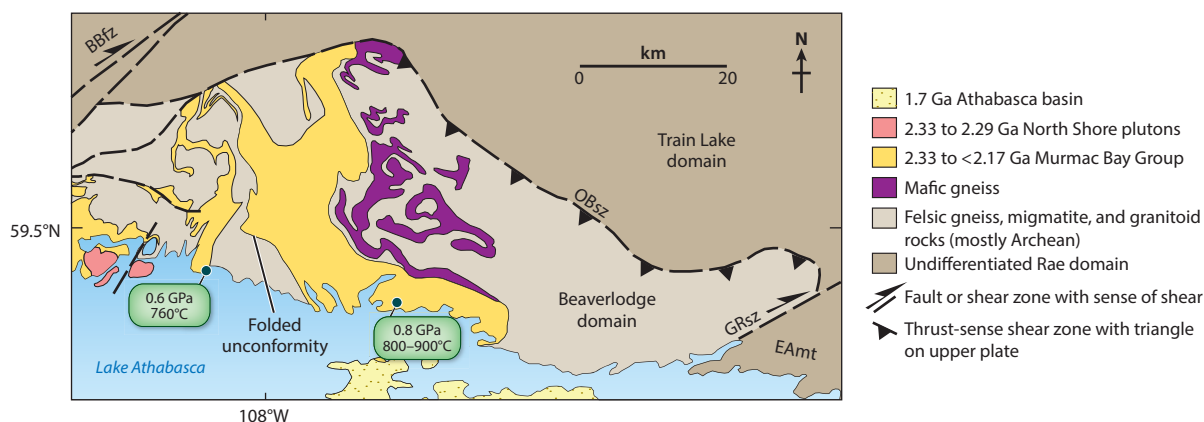 BBfz
km
0
20
N
Train Lake
domain
OBsz
59.5°N
0.6 GPa
760°C
Folded
unconformity
0.8 GPa
800–900°C
Beaverlodge
domain
GRsz
EAmt
Lake Athabasca
108°W
1.7 Ga Athabasca basin
2.33 to 2.29 Ga North Shore plutons
2.33 to <2.17 Ga Murmac Bay Group
Mafic gneiss
Felsic gneiss, migmatite, and granitoid
rocks (mostly Archean)
Undifferentiated Rae domain
Fault or shear zone with sense of shear
Thrust-sense shear zone with triangle
on upper plate